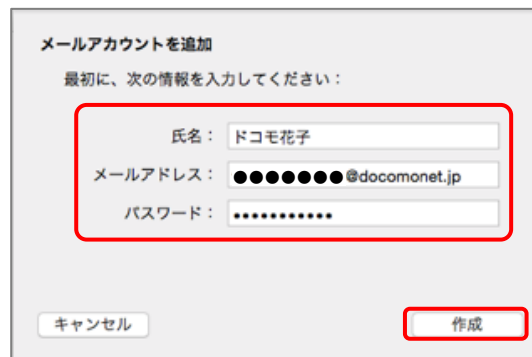 メールアカウントを追加
最初に、次の情報を入力してください：
氏名： ドコモ花子
メールアドレス： ●●●●●●●@docomonet.jp
パスワード： •••••••••••
キャンセル 作成